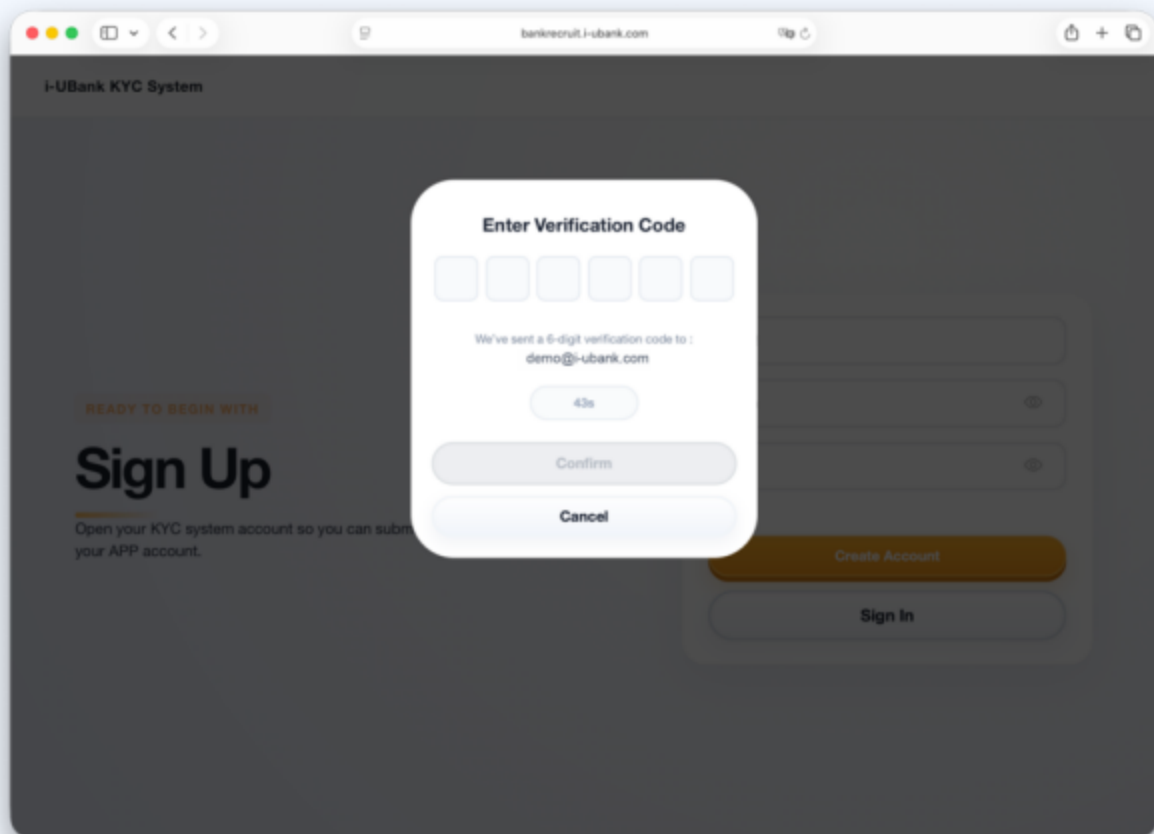 bankrecruit.i-ubank.com
i-UBank KYC System
Enter Verification Code
We've sent a 6-digit verification code to :
demo@i-ubank.com
43s
Confirm
Cancel
READY TO BEGIN WITH
Sign Up
Open your KYC system account so you can subm
your APP account.
Create Account
Sign In